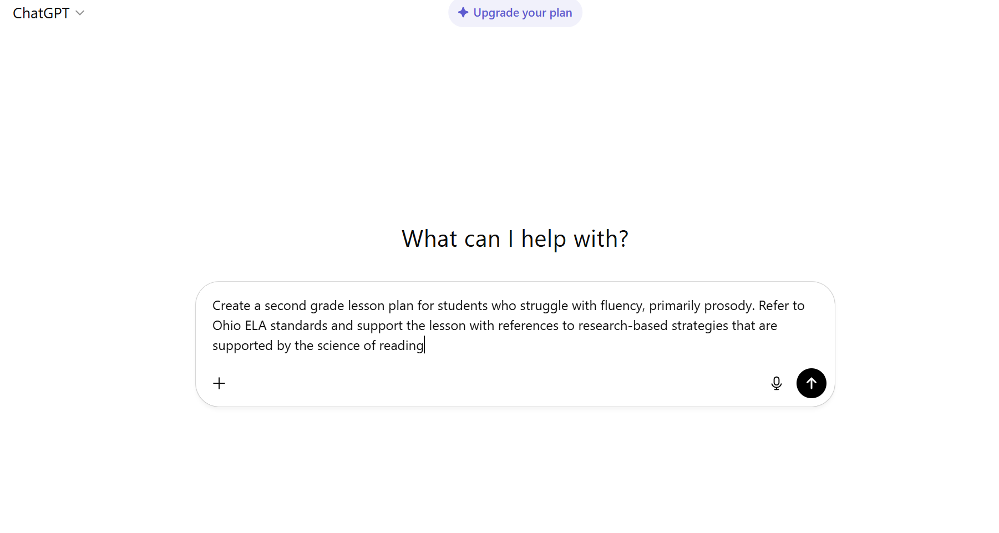 ChatGPT
Upgrade your plan
What can I help with?
Create a second grade lesson plan for students who struggle with fluency, primarily prosody. Refer to
Ohio ELA standards and support the lesson with references to research-based strategies that are
supported by the science of reading